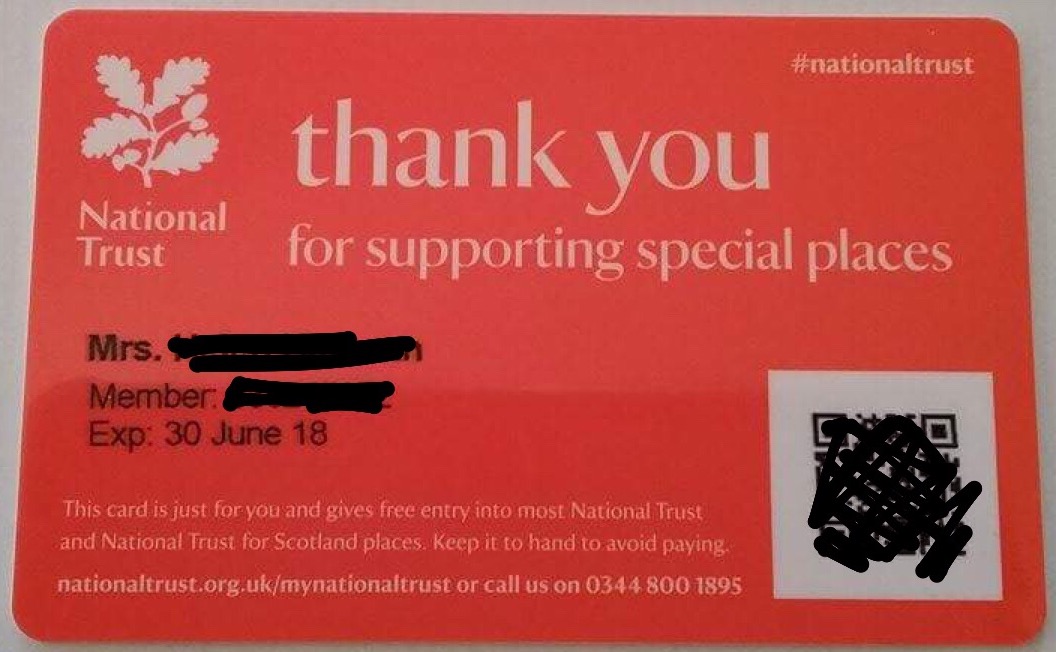 #nationaltrust
National
Trust
thank you
for supporting special places
Mrs.
Member:
Exp: 30 June 18
This card is just for you and gives free entry into most National Trust
and National Trust for Scotland places. Keep it to hand to avoid paying.
nationaltrust.org.uk/mynationaltrust or call us on 0344 800 1895